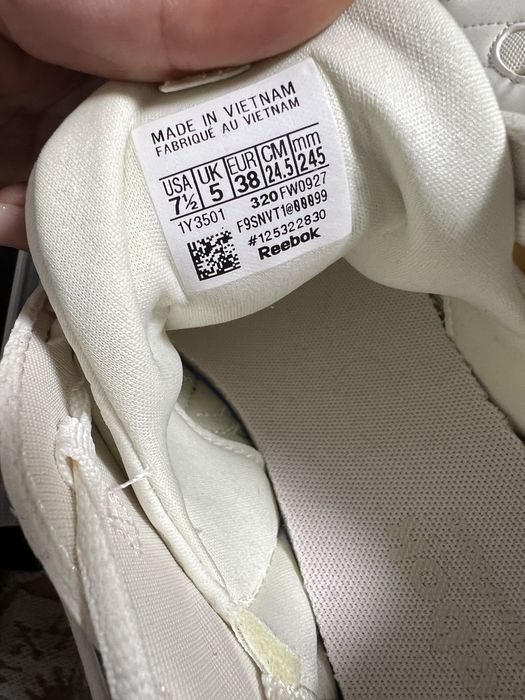 MADE IN VIETNAM
FABRIQUÉ AU VIETNAM
USA UK EUR CM mm
7½ 5 38 24.5 245
1Y3501 320 FW0927
F9SNVT1@00099
#125322830
Reebok